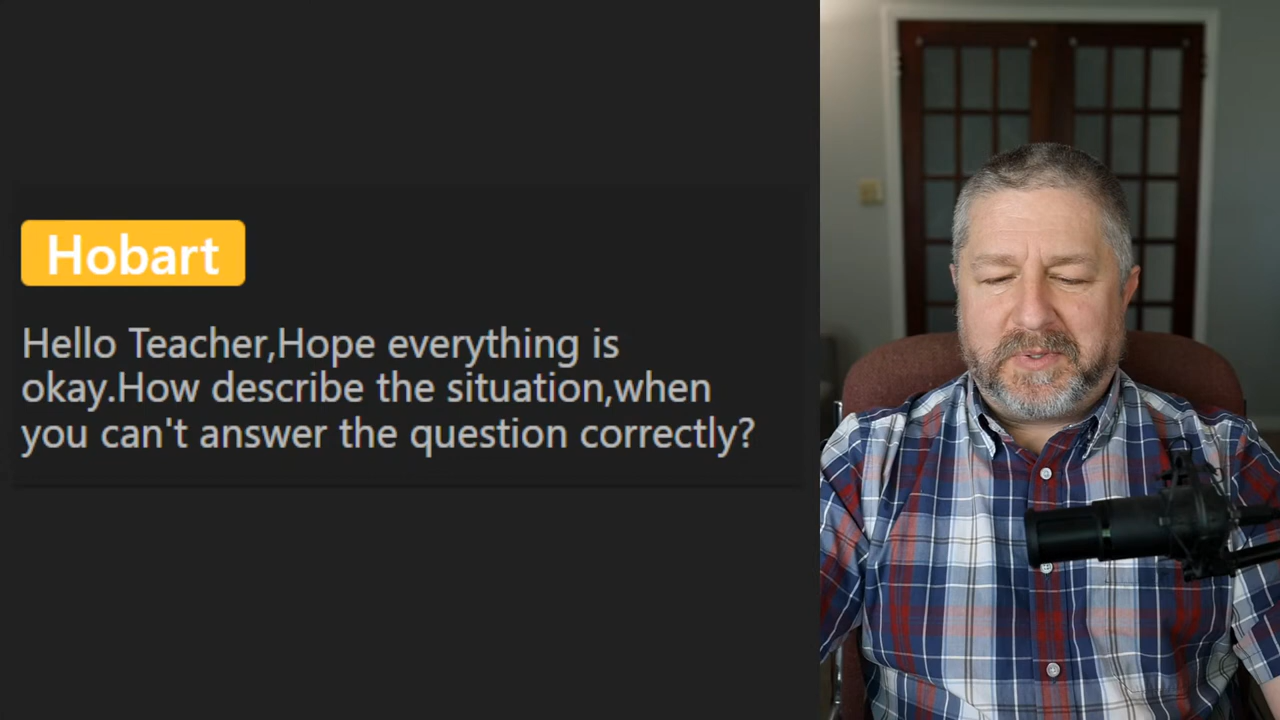 Hobart
Hello Teacher,Hope everything is
okay.How describe the situation,when
you can't answer the question correctly?